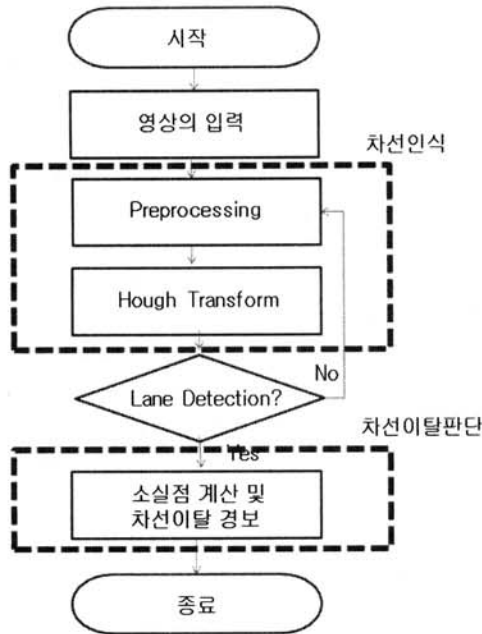 시작
영상의 입력
차선인식
Preprocessing
Hough Transform
No
Lane Detection?
차선이탈판단
Yes
소실점 계산 및
차선이탈 경보
종료